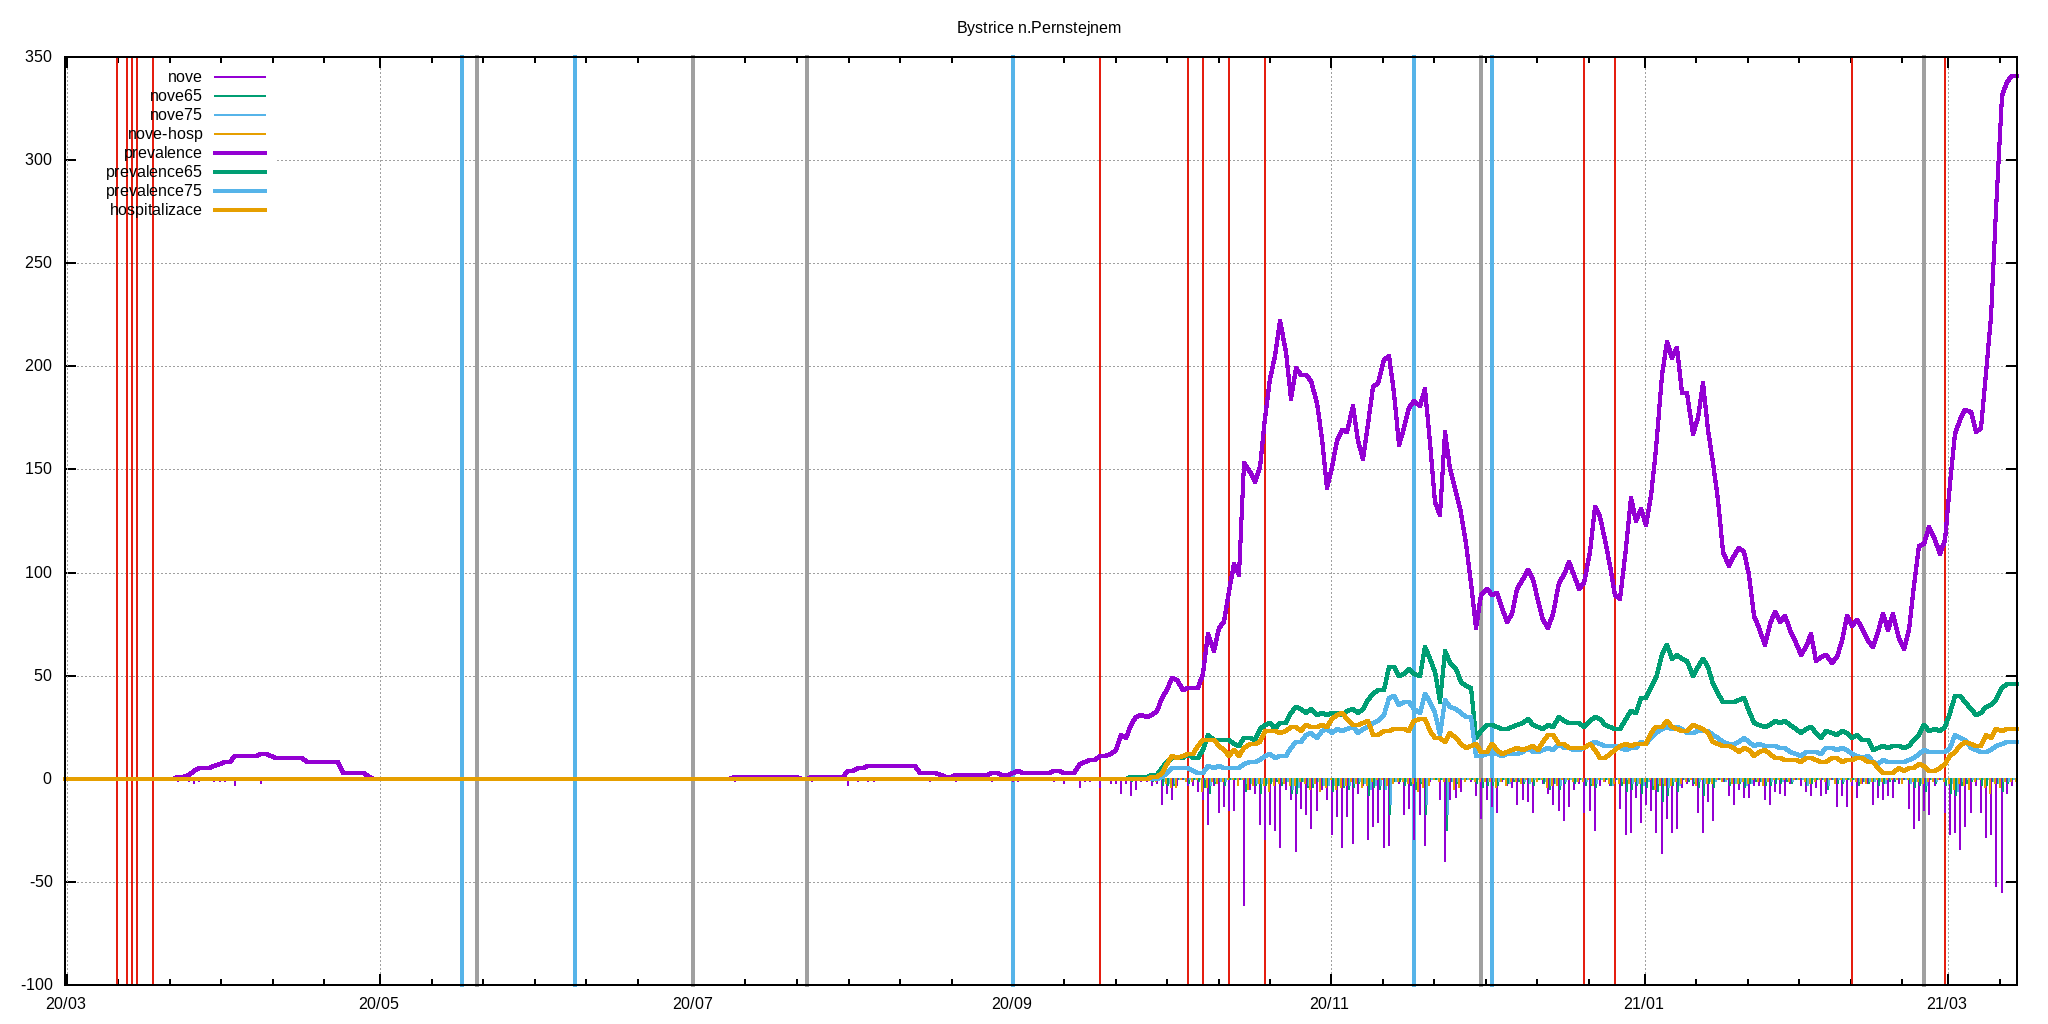 Bystrice n.Pernstejnem
350
300
250
200
150
100
50
0
-50
-100
nove
nove65
nove75
nove-hosp
prevalence
prevalence65
prevalence75
hospitalizace
20/03
20/05
20/07
20/09
20/11
21/01
21/03